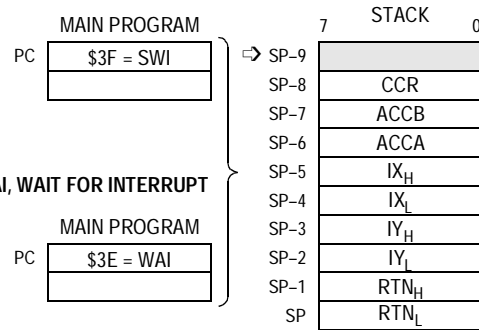 MAIN PROGRAM
PC $3F = SWI
AI, WAIT FOR INTERRUPT
MAIN PROGRAM
PC $3E = WAI
STACK
7 0
⇨ SP–9
SP–8 CCR
SP–7 ACCB
SP–6 ACCA
SP–5 IXH
SP–4 IXL
SP–3 IYH
SP–2 IYL
SP–1 RTNH
SP RTNL